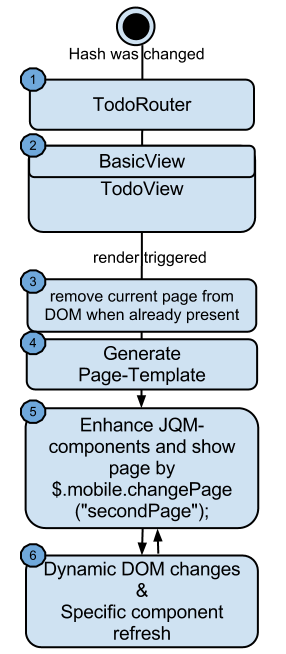 Hash was changed
1
TodoRouter
2
BasicView
TodoView
render triggered
3
remove current page from
DOM when already present
4
Generate
Page-Template
5
Enhance JQM-
components and show
page by
$.mobile.changePage
("secondPage");
6
Dynamic DOM changes
&
Specific component
refresh